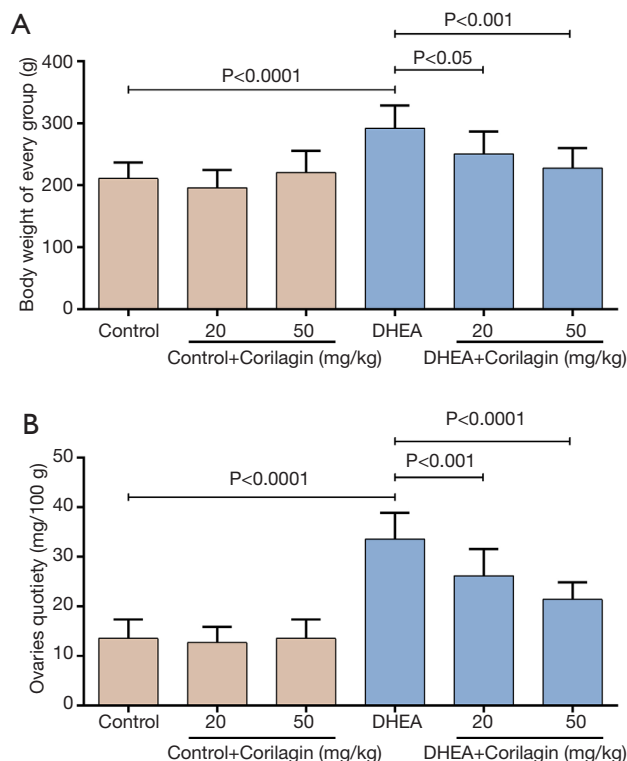 A
P<0.001
P<0.05
P<0.0001
Body weight of every group (g)
400
300
200
100
0
Control 20 50 DHEA 20 50
Control+Corilagin (mg/kg) DHEA+Corilagin (mg/kg)
B
P<0.0001
P<0.001
P<0.0001
Ovaries quotiety (mg/100 g)
50
40
30
20
10
0
Control 20 50 DHEA 20 50
Control+Corilagin (mg/kg) DHEA+Corilagin (mg/kg)